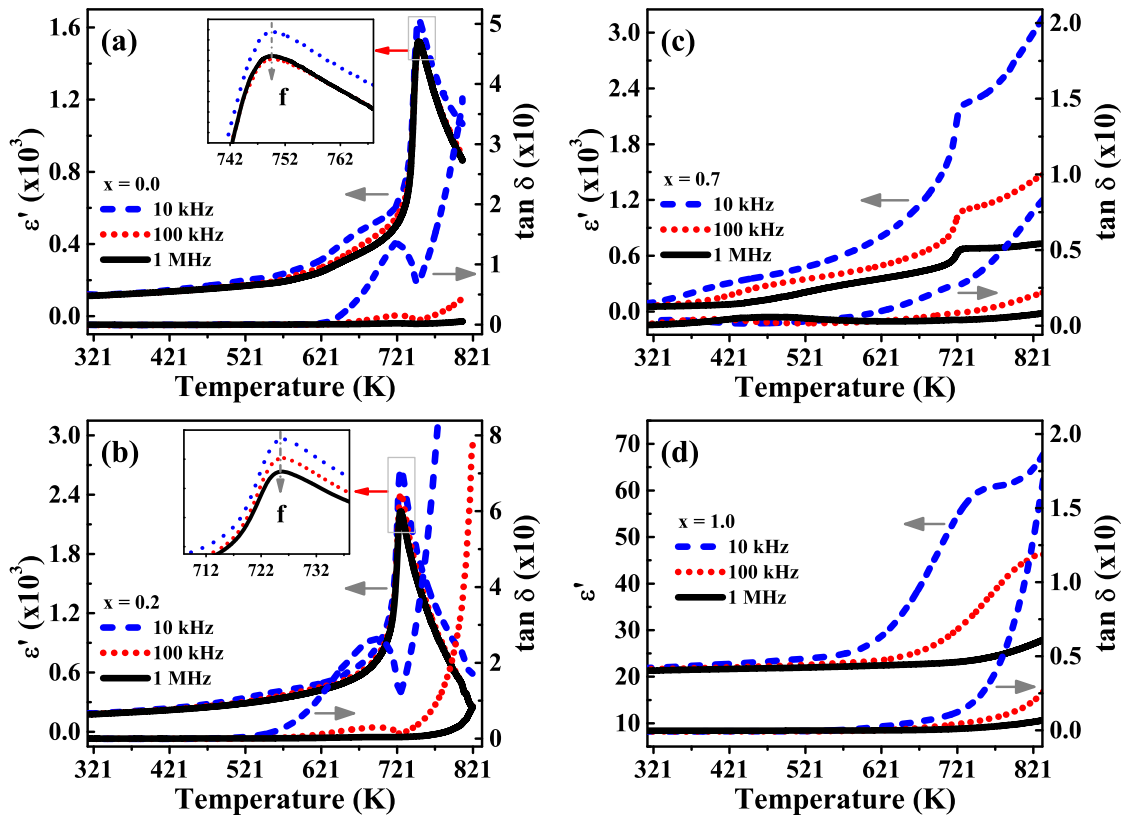 (a)
742 752 762
f
x = 0.0
10 kHz
100 kHz
1 MHz
1.6
1.2
0.8
0.4
0.0
ε' (x10³)
5
4
3
2
1
0
tan δ (x10)
321 421 521 621 721 821
Temperature (K)
(c)
x = 0.7
10 kHz
100 kHz
1 MHz
3.0
2.4
1.8
1.2
0.6
0.0
ε' (x10³)
2.0
1.5
1.0
0.5
0.0
tan δ (x10)
321 421 521 621 721 821
Temperature (K)
(b)
712 722 732
f
x = 0.2
10 kHz
100 kHz
1 MHz
3.0
2.4
1.8
1.2
0.6
0.0
ε' (x10³)
8
6
4
2
0
tan δ (x10)
321 421 521 621 721 821
Temperature (K)
(d)
x = 1.0
10 kHz
100 kHz
1 MHz
70
60
50
40
30
20
10
ε'
2.0
1.5
1.0
0.5
0.0
tan δ (x10)
321 421 521 621 721 821
Temperature (K)